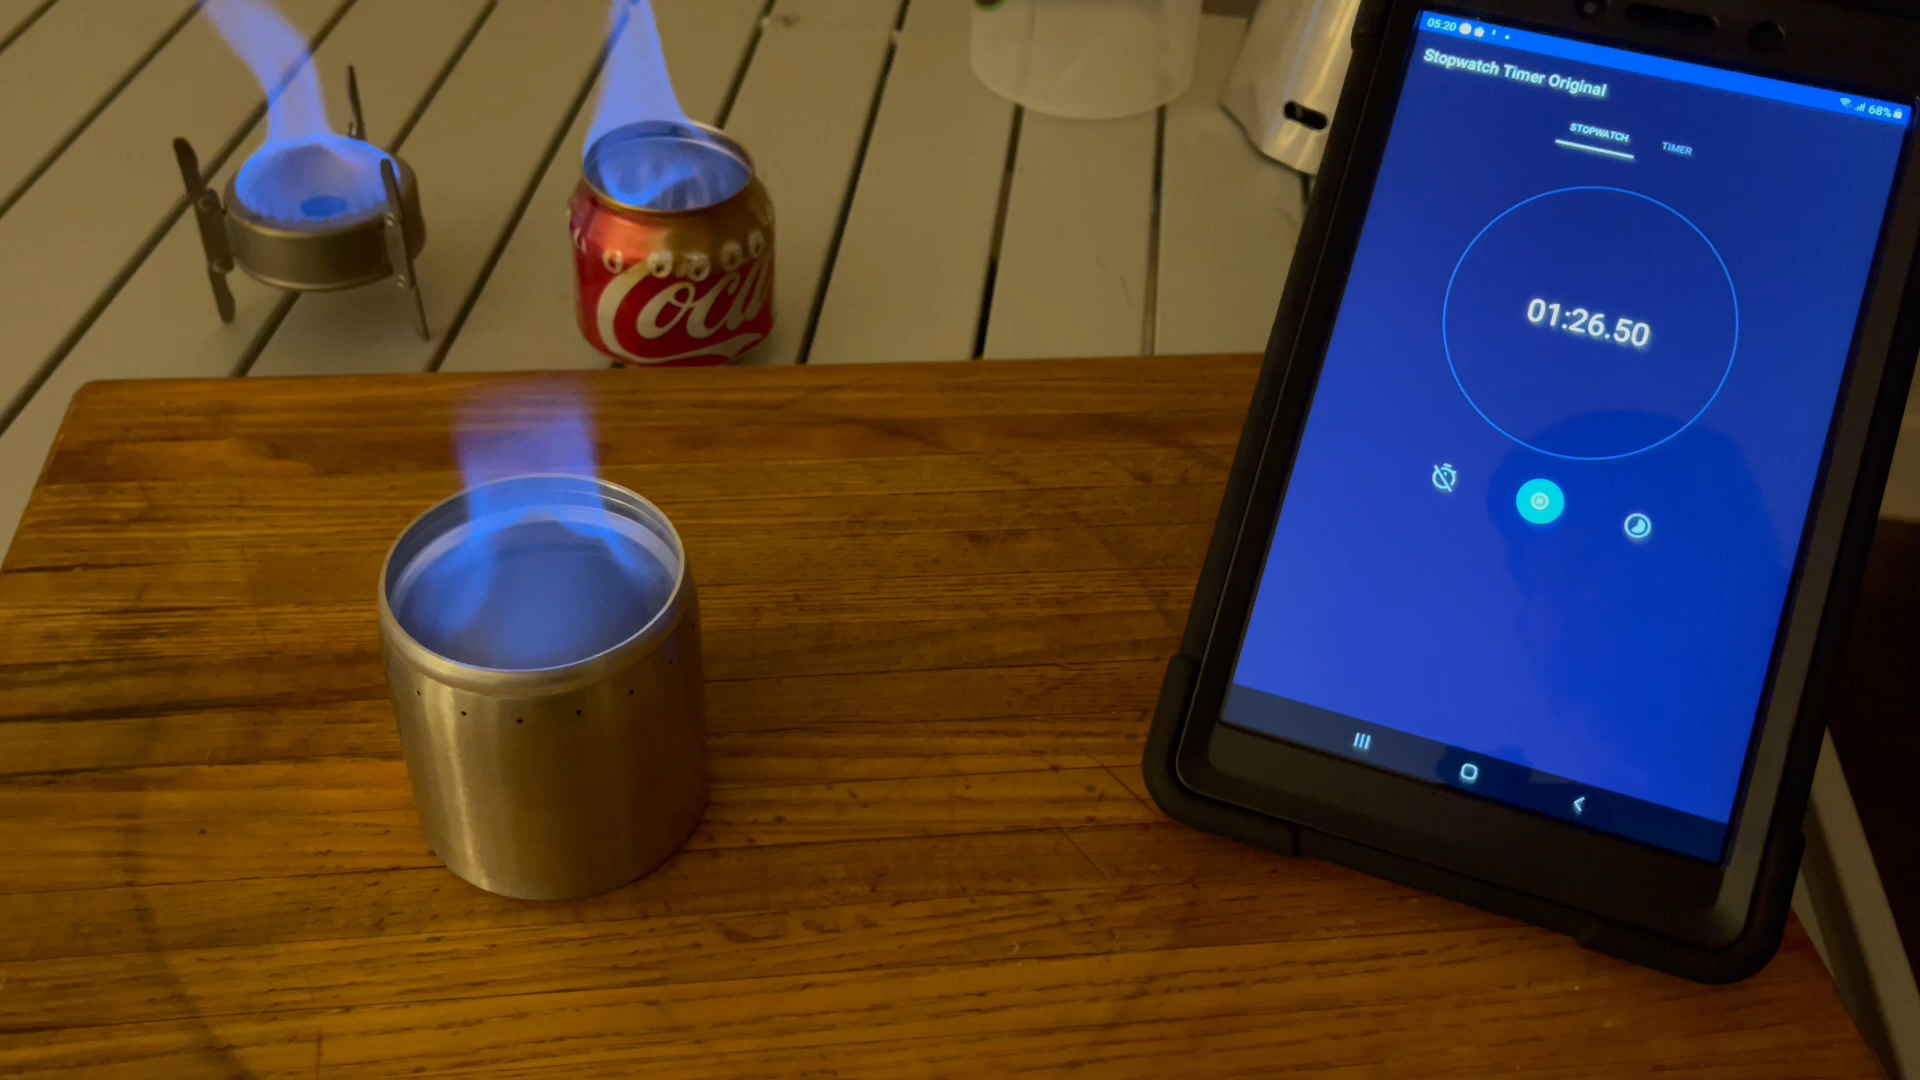 05:20
68%
Stopwatch Timer Original
STOPWATCH
TIMER
01:26.50
Coca